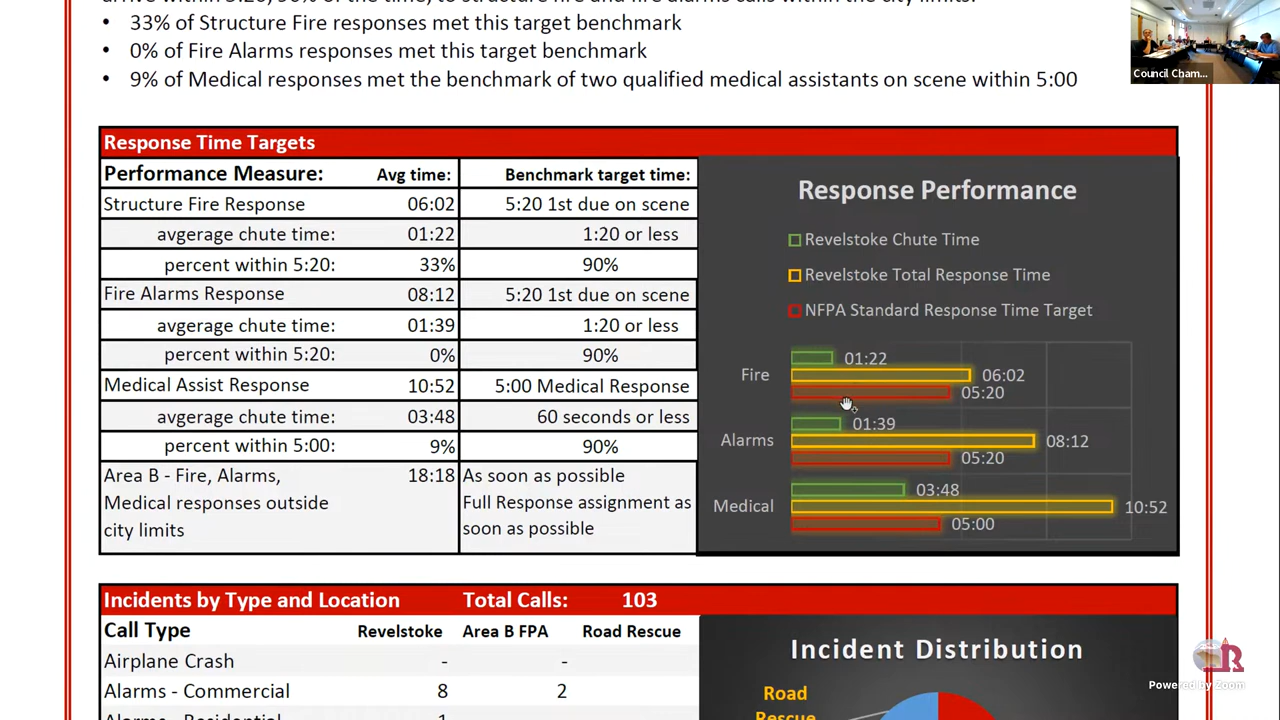 33% of Structure Fire responses met this target benchmark
0% of Fire Alarms responses met this target benchmark
9% of Medical responses met the benchmark of two qualified medical assistants on scene within 5:00
Council Cham...
Response Time Targets
Performance Measure: Avg time: Benchmark target time:
Structure Fire Response 06:02 5:20 1st due on scene
avgerage chute time: 01:22 1:20 or less
percent within 5:20: 33% 90%
Fire Alarms Response 08:12 5:20 1st due on scene
avgerage chute time: 01:39 1:20 or less
percent within 5:20: 0% 90%
Medical Assist Response 10:52 5:00 Medical Response
avgerage chute time: 03:48 60 seconds or less
percent within 5:00: 9% 90%
Area B - Fire, Alarms, 18:18 As soon as possible
Medical responses outside Full Response assignment as
city limits soon as possible
Response Performance
Revelstoke Chute Time
Revelstoke Total Response Time
NFPA Standard Response Time Target
01:22
Fire 06:02
05:20
01:39
Alarms 08:12
05:20
03:48
Medical 10:52
05:00
Incidents by Type and Location Total Calls: 103
Call Type Revelstoke Area B FPA Road Rescue
Airplane Crash - -
Alarms - Commercial 8 2
Incident Distribution
Road
Rescue
R
Powered by Zoom